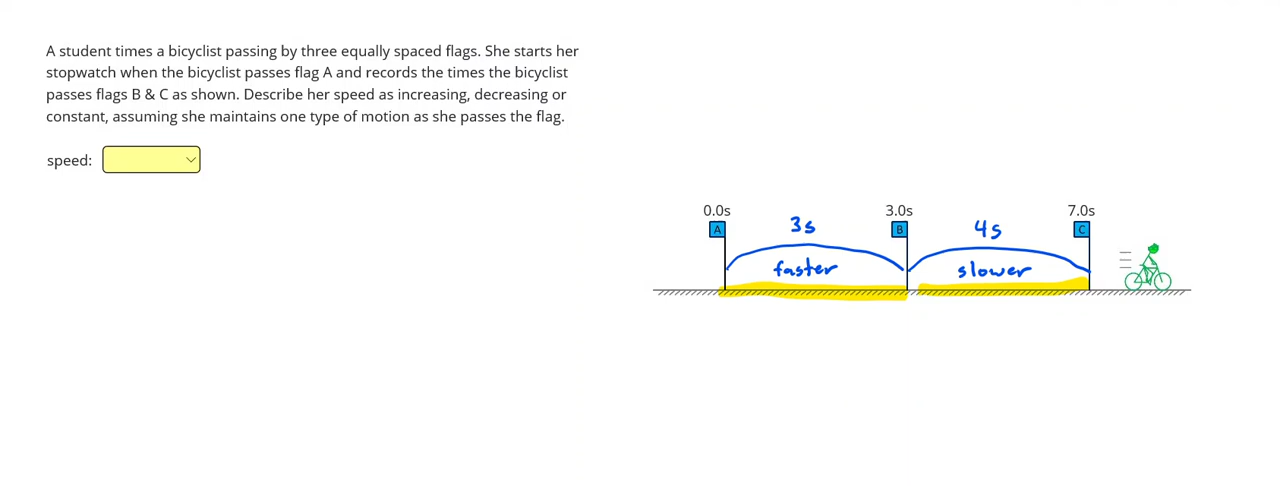 A student times a bicyclist passing by three equally spaced flags. She starts her
stopwatch when the bicyclist passes flag A and records the times the bicyclist
passes flags B & C as shown. Describe her speed as increasing, decreasing or
constant, assuming she maintains one type of motion as she passes the flag.
speed:
0.0s 3.0s 7.0s
A 3s B 4s C
faster slower